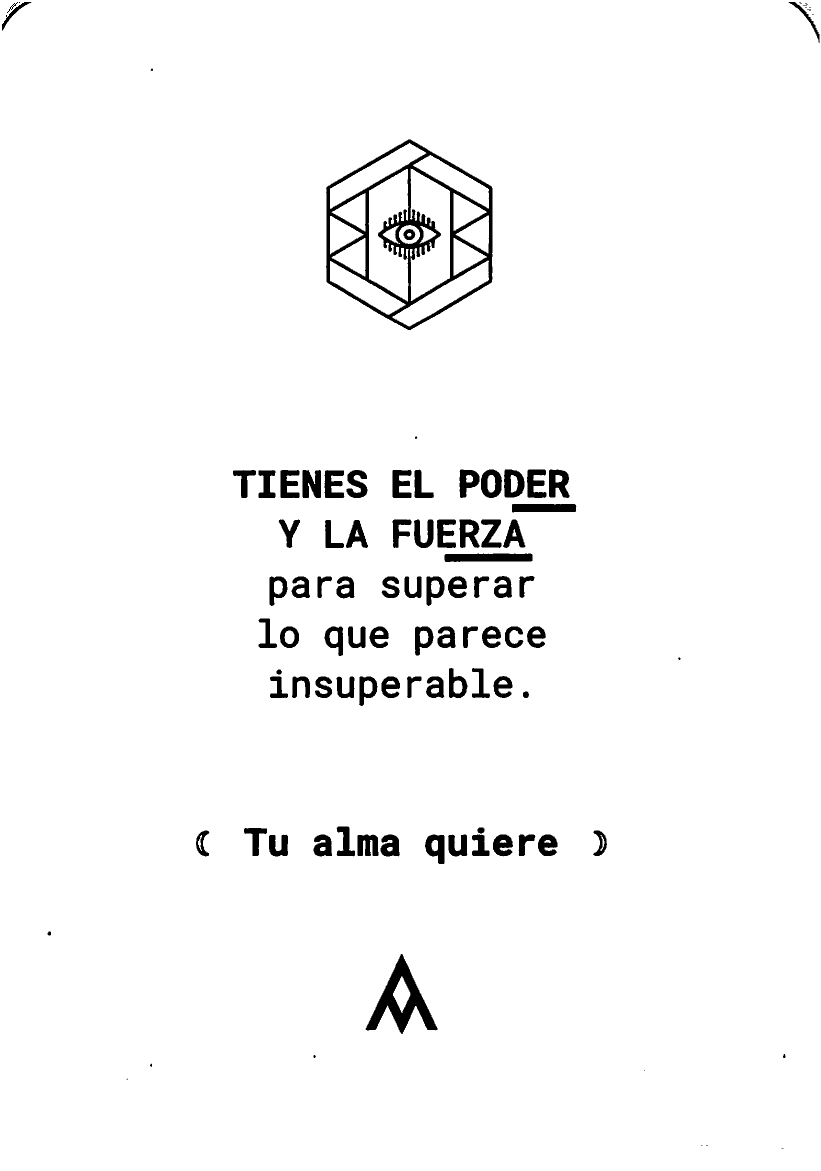 TIENES EL PODER
Y LA FUERZA
para superar
lo que parece
insuperable.
Tu alma quiere